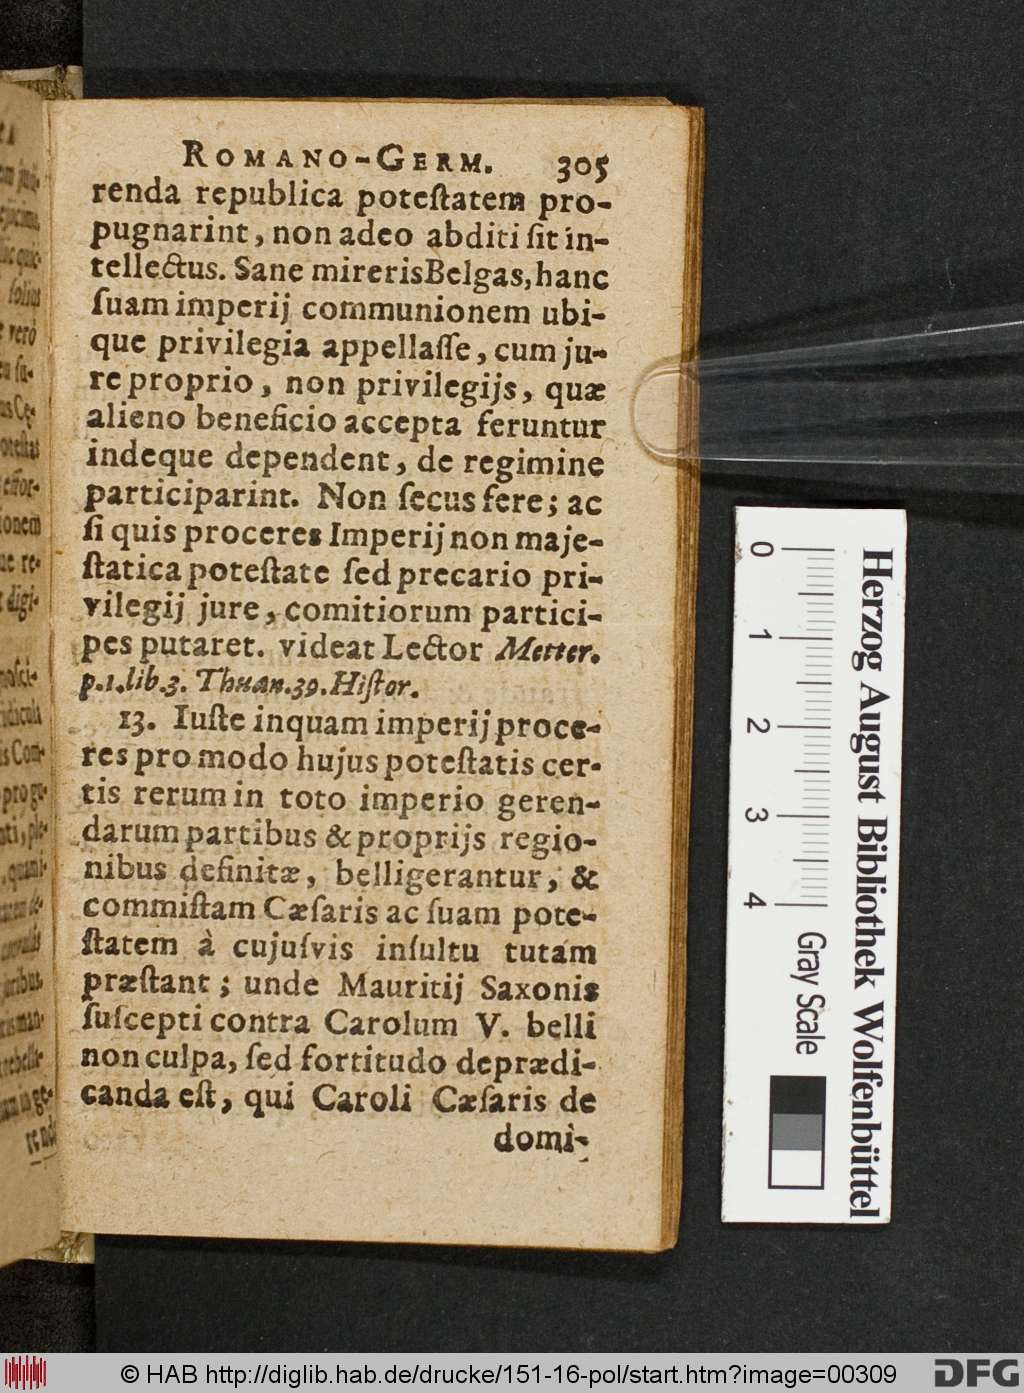 ROMANO-GERM. 305
renda republica poteſtatem pro-
pugnarint, non adeo abditi ſit in-
tellectus. Sane mireris Belgas, hanc
ſuam imperij communionem ubi-
que privilegia appellaſſe, cum ju-
re proprio, non privilegijs, quæ
alieno beneficio accepta feruntur
indeque dependent, de regimine
participarint. Non ſecus fere; ac
ſi quis proceres Imperij non maje-
ſtatica poteſtate ſed precario pri-
vilegij jure, comitiorum partici-
pes putaret. videat Lector Metter.
p.1.lib.3. Thuan.39.Hiſtor.
13. Iuſte inquam imperij proce-
res pro modo hujus poteſtatis cer-
tis rerum in toto imperio geren-
darum partibus & proprijs regio-
nibus definitæ, belligerantur, &
commiſtam Cæſaris ac ſuam pote-
ſtatem à cujuſvis inſultu tutam
præſtant; unde Mauritij Saxonis
ſuſcepti contra Carolum V. belli
non culpa, ſed fortitudo deprædi-
canda eſt, qui Caroli Cæſaris de
domi-
0 1 2 3 4
Gray Scale
Herzog August Bibliothek Wolfenbüttel
© HAB http://diglib.hab.de/drucke/151-16-pol/start.htm?image=00309
DFG